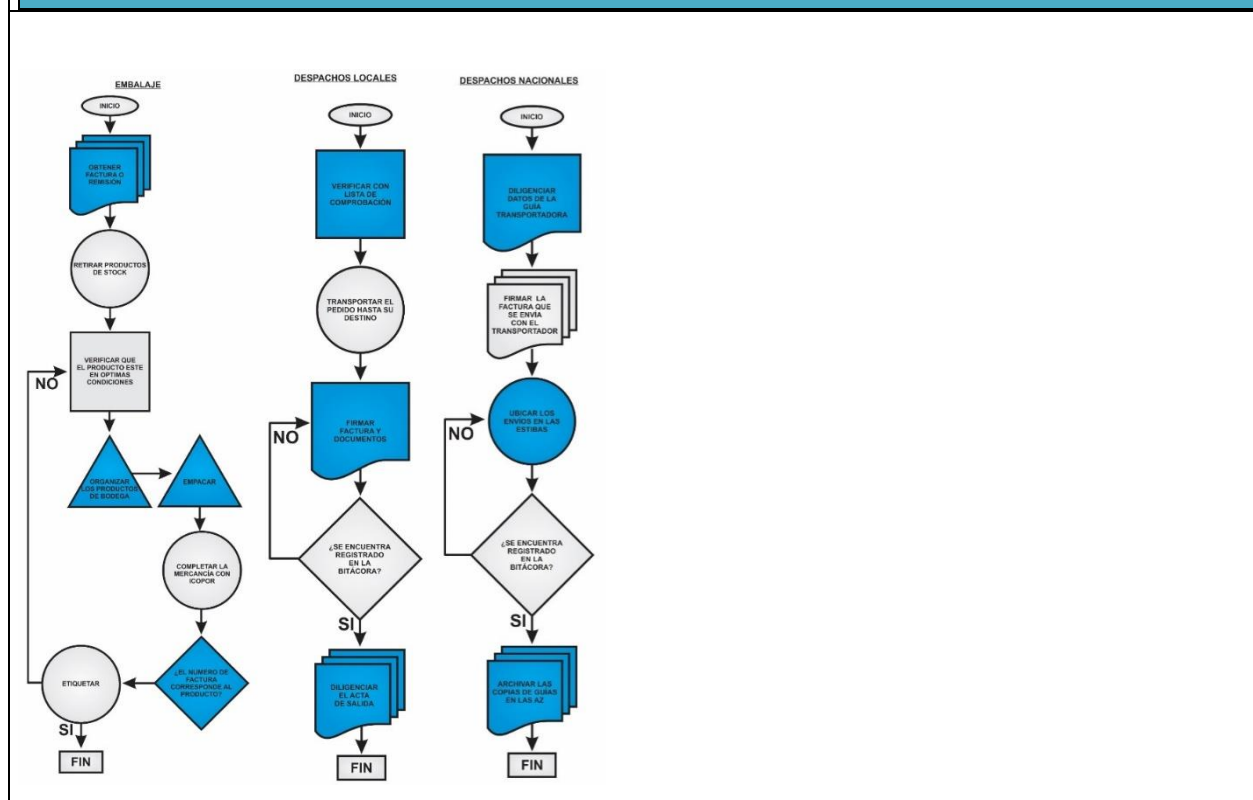 EMBALAJE
INICIO
OBTENER
FACTURA O
REMISIÓN
RETIRAR PRODUCTOS
DE STOCK
VERIFICAR QUE
EL PRODUCTO ESTE
EN OPTIMAS
CONDICIONES
NO
ORGANIZAR
LOS PRODUCTOS
DE BODEGA
EMPACAR
COMPLETAR LA
MERCANCÍA CON
ICOPOR
¿EL NUMERO DE
FACTURA
CORRESPONDE AL
PRODUCTO?
ETIQUETAR
SI
FIN
DESPACHOS LOCALES
INICIO
VERIFICAR CON
LISTA DE
COMPROBACIÓN
TRANSPORTAR EL
PEDIDO HASTA SU
DESTINO
FIRMAR
FACTURA Y
DOCUMENTOS
NO
¿SE ENCUENTRA
REGISTRADO
EN LA
BITÁCORA?
SI
DILIGENCIAR
EL ACTA
DE SALIDA
FIN
DESPACHOS NACIONALES
INICIO
DILIGENCIAR
DATOS DE LA
GUÍA
TRANSPORTADORA
FIRMAR LA
FACTURA QUE
SE ENVÍA
CON EL
TRANSPORTADOR
UBICAR LOS
ENVÍOS EN LAS
ESTIBAS
NO
¿SE ENCUENTRA
REGISTRADO
EN LA
BITÁCORA?
SI
ARCHIVAR LAS
COPIAS DE GUÍAS
EN LAS AZ
FIN